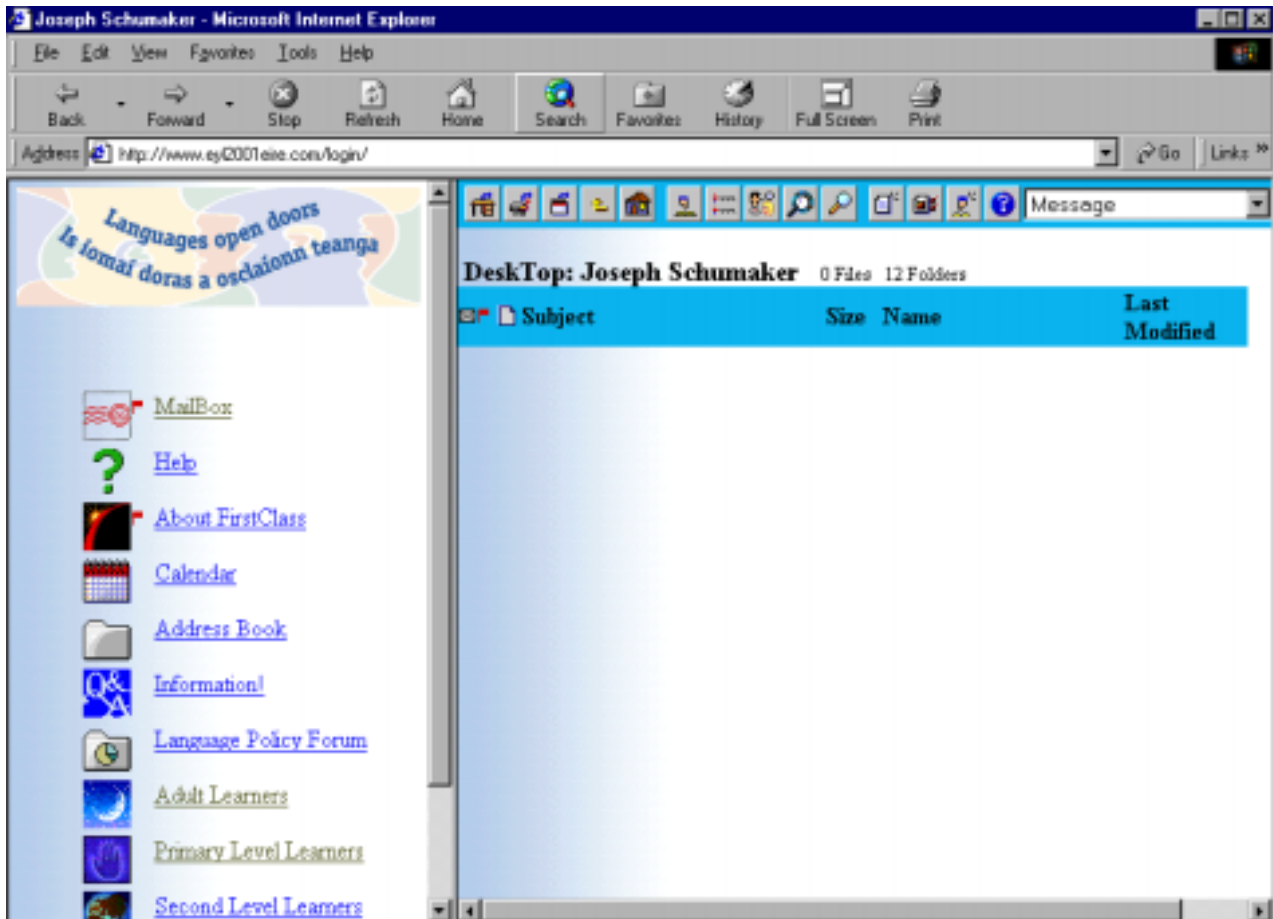 Joseph Schumaker - Microsoft Internet Explorer
File Edit View Favorites Tools Help
Back Forward Stop Refresh Home Search Favorites History Full Screen Print
Address http://www.eyl2001eire.com/login/ Go Links »
Languages open doors
Is iomaí doras a osclaíonn teanga
Message
DeskTop: Joseph Schumaker 0 Files 12 Folders
Subject Size Name Last Modified
MailBox
Help
About FirstClass
Calendar
Address Book
Q&A
Information!
Language Policy Forum
Adult Learners
Primary Level Learners
Second Level Learners